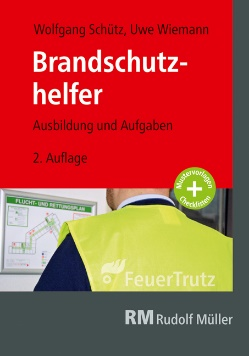 Wolfgang Schütz, Uwe Wiemann
Brandschutz-
helfer
Ausbildung und Aufgaben
2. Auflage
Mustervorlagen
+
Checklisten
FLUCHT- UND RETTUNGSPLAN
FeuerTrutz
RM Rudolf Müller